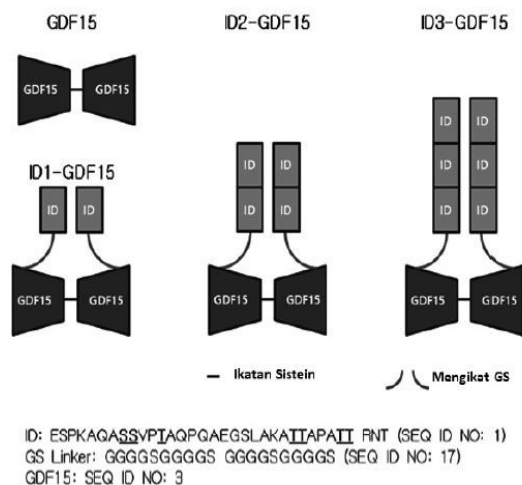 GDF15
ID2-GDF15
ID3-GDF15
GDF15 GDF15
ID1-GDF15
ID ID
GDF15 GDF15
ID ID
ID ID
GDF15 GDF15
ID ID
ID ID
ID ID
GDF15 GDF15
Ikatan Sistein
Mengikat GS
ID: ESPKAQASSVPTAQPQAEGSLAKATTAPATT RNT (SEQ ID NO: 1)
GS Linker: GGGGSGGGGS GGGGSGGGGS (SEQ ID NO: 17)
GDF15: SEQ ID NO: 3